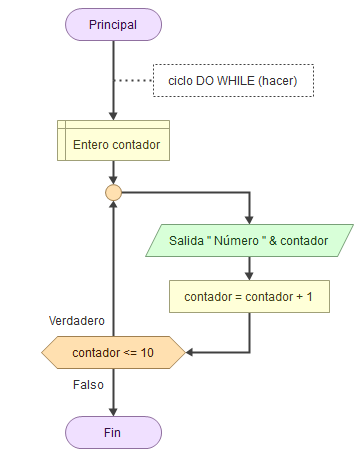 Principal
ciclo DO WHILE (hacer)
Entero contador
Salida " Número " & contador
contador = contador + 1
Verdadero
contador <= 10
Falso
Fin